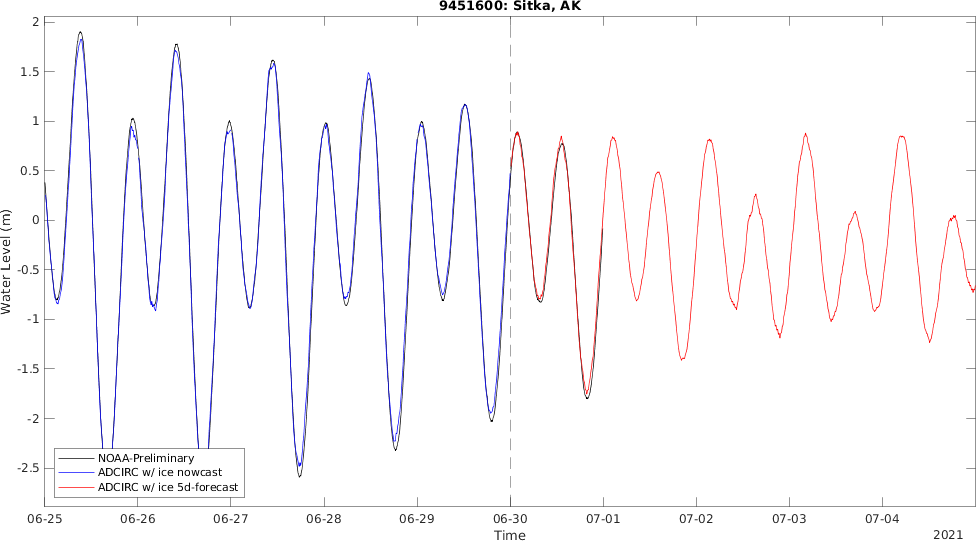 9451600: Sitka, AK
2
1.5
1
0.5
0
-0.5
-1
-1.5
-2
-2.5
Water Level (m)
NOAA-Preliminary
ADCIRC w/ ice nowcast
ADCIRC w/ ice 5d-forecast
06-25 06-26 06-27 06-28 06-29 06-30 07-01 07-02 07-03 07-04
Time
2021